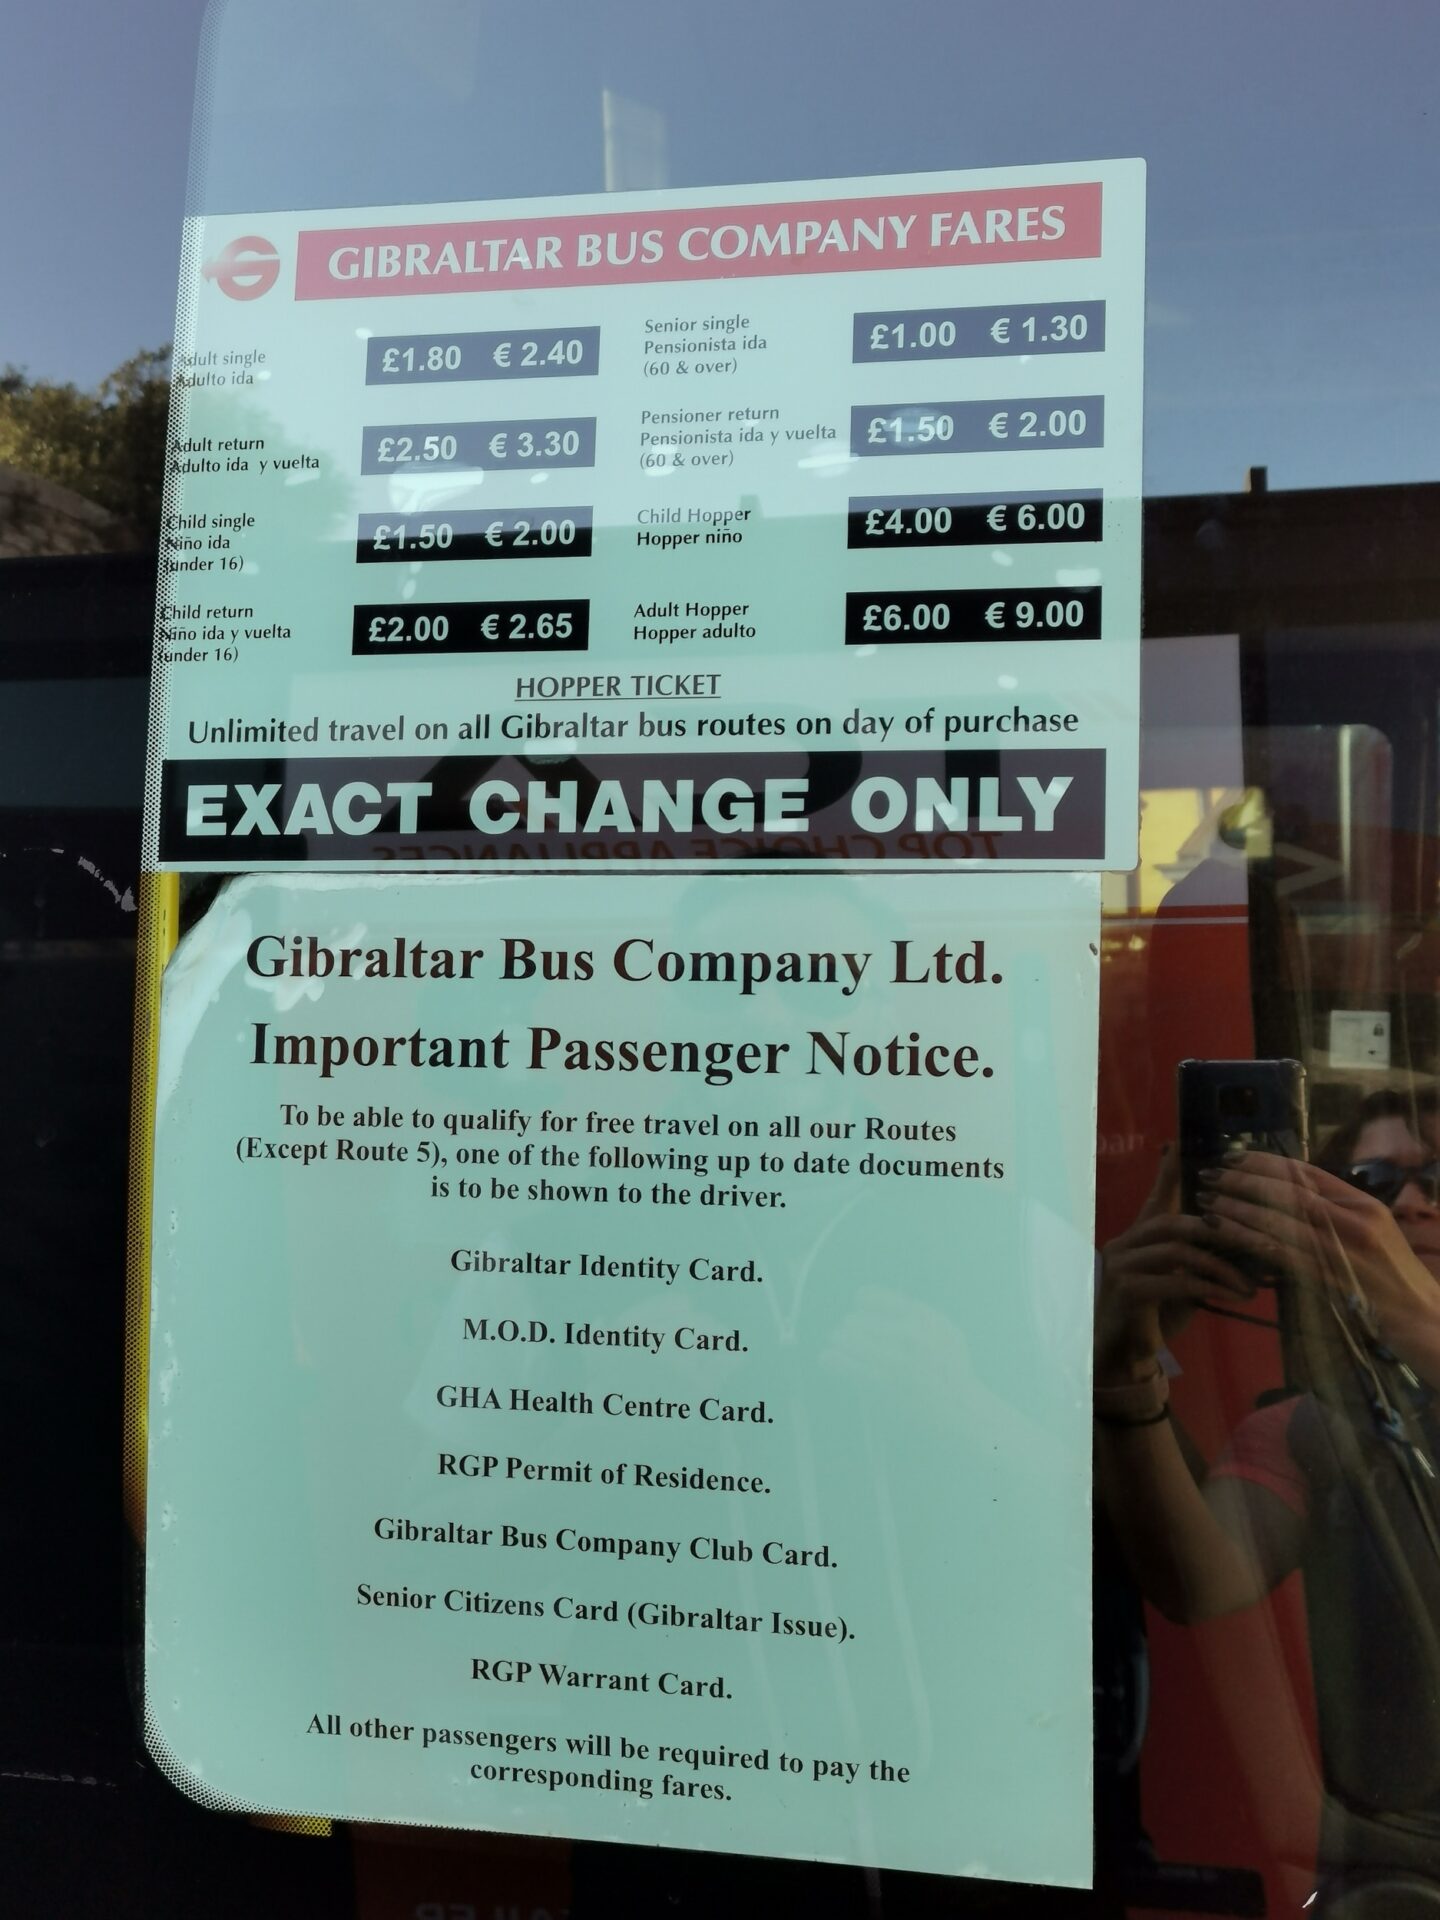 GIBRALTAR BUS COMPANY FARES
Adult single
Adulto ida
£1.80 € 2.40
Senior single
Pensionista ida
(60 & over)
£1.00 € 1.30
Adult return
Adulto ida y vuelta
£2.50 € 3.30
Pensioner return
Pensionista ida y vuelta
(60 & over)
£1.50 € 2.00
Child single
Niño ida
(under 16)
£1.50 € 2.00
Child Hopper
Hopper niño
£4.00 € 6.00
Child return
Niño ida y vuelta
(under 16)
£2.00 € 2.65
Adult Hopper
Hopper adulto
£6.00 € 9.00
HOPPER TICKET
Unlimited travel on all Gibraltar bus routes on day of purchase
EXACT CHANGE ONLY
TOP CHOICE APPLIANCES
Gibraltar Bus Company Ltd.
Important Passenger Notice.
To be able to qualify for free travel on all our Routes
(Except Route 5), one of the following up to date documents
is to be shown to the driver.
Gibraltar Identity Card.
M.O.D. Identity Card.
GHA Health Centre Card.
RGP Permit of Residence.
Gibraltar Bus Company Club Card.
Senior Citizens Card (Gibraltar Issue).
RGP Warrant Card.
All other passengers will be required to pay the
corresponding fares.